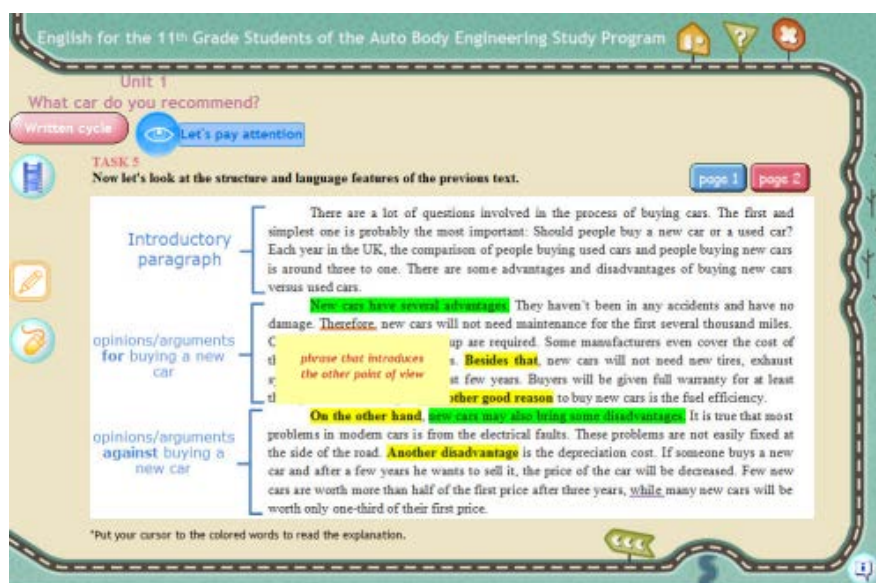 English for the 11th Grade Students of the Auto Body Engineering Study Program
Unit 1
What car do you recommend?
Written cycle
Let's pay attention
TASK 5
Now let's look at the structure and language features of the previous text.
page 1
page 2
Introductory
paragraph
There are a lot of questions involved in the process of buying cars. The first and
simplest one is probably the most important: Should people buy a new car or a used car?
Each year in the UK, the comparison of people buying used cars and people buying new cars
is around three to one. There are some advantages and disadvantages of buying new cars
versus used cars.
opinions/arguments
for buying a new
car
New cars have several advantages. They haven't been in any accidents and have no
damage. Therefore, new cars will not need maintenance for the first several thousand miles.
up are required. Some manufacturers even cover the cost of
Besides that, new cars will not need new tires, exhaust
st few years. Buyers will be given full warranty for at least
other good reason to buy new cars is the fuel efficiency.
phrase that introduces
the other point of view
opinions/arguments
against buying a
new car
On the other hand, new cars may also bring some disadvantages. It is true that most
problems in modern cars is from the electrical faults. These problems are not easily fixed at
the side of the road. Another disadvantage is the depreciation cost. If someone buys a new
car and after a few years he wants to sell it, the price of the car will be decreased. Few new
cars are worth more than half of the first price after three years, while many new cars will be
worth only one-third of their first price.
*Put your cursor to the colored words to read the explanation.